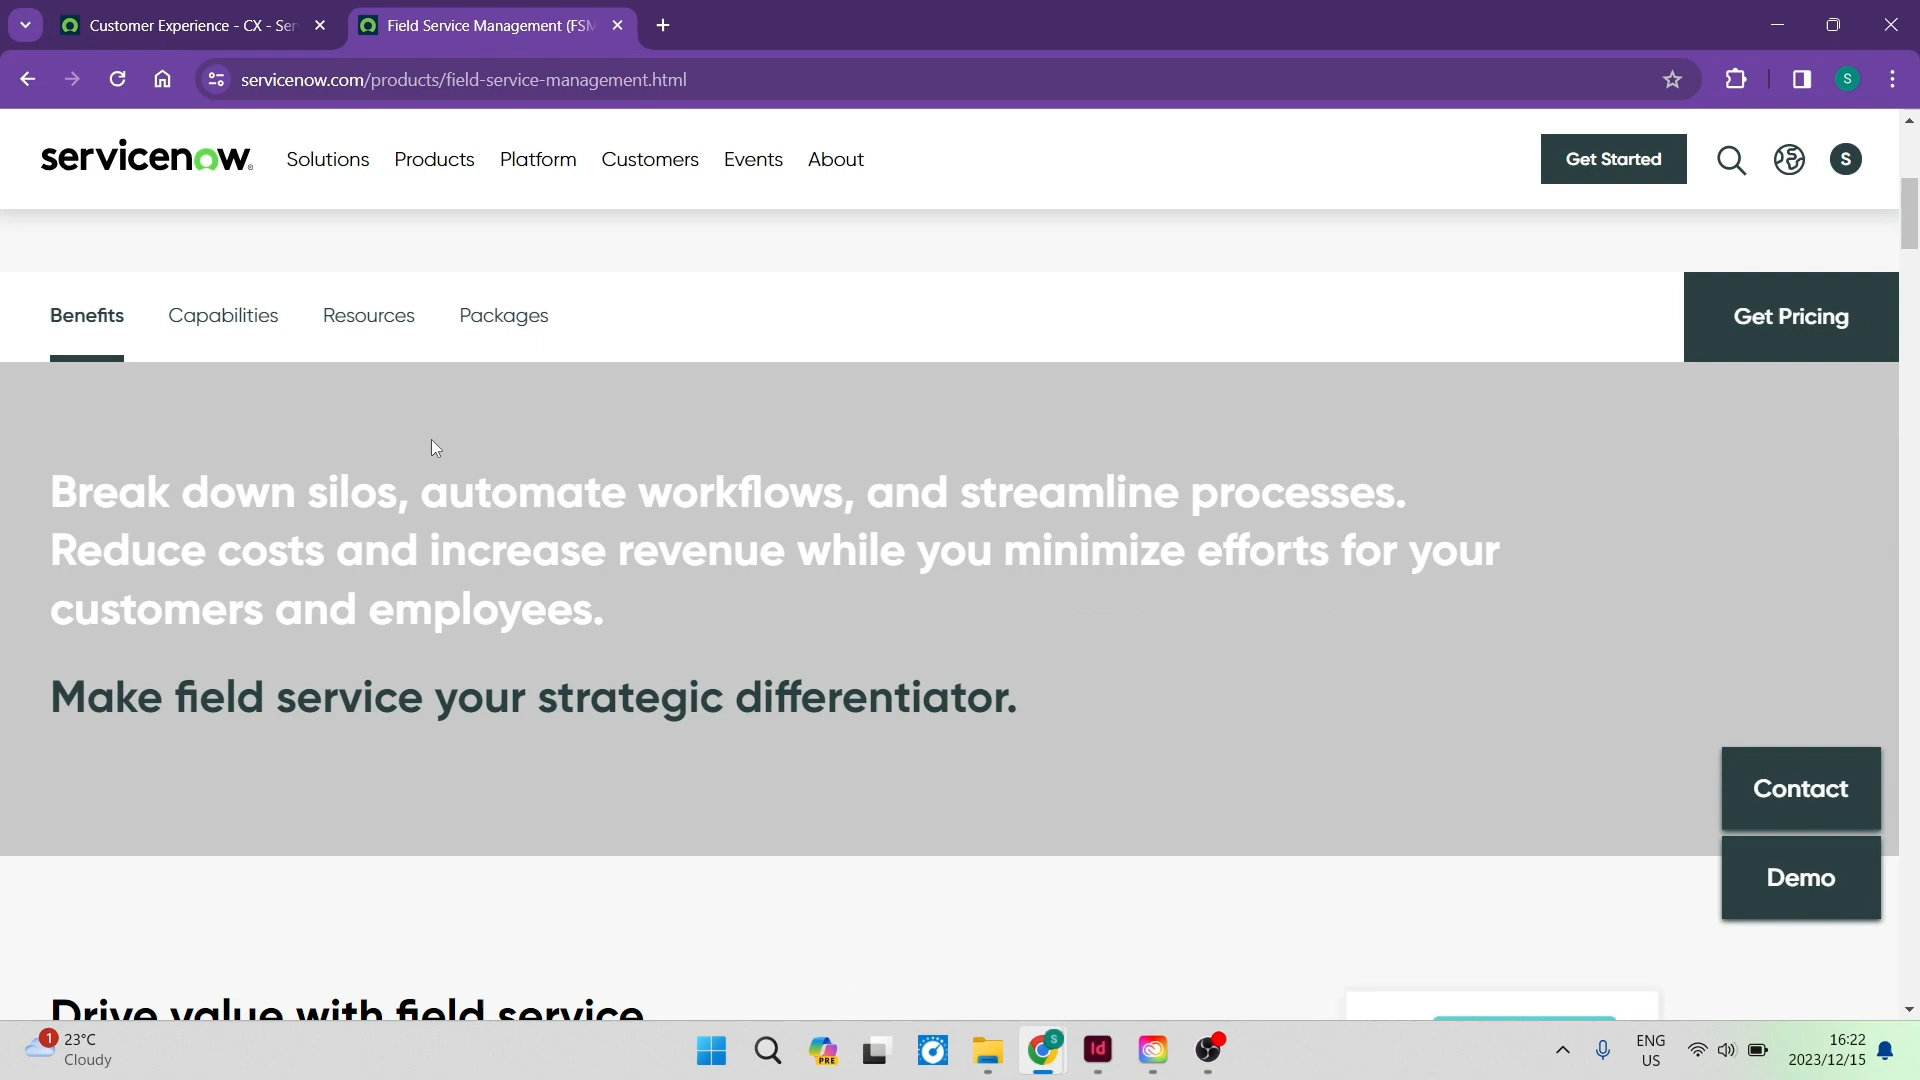 Customer Experience - CX - Ser
Field Service Management (FSM
servicenow.com/products/field-service-management.html
S
servicenow
Solutions
Products
Platform
Customers
Events
About
Get Started
S
Benefits
Capabilities
Resources
Packages
Get Pricing
Break down silos, automate workflows, and streamline processes.
Reduce costs and increase revenue while you minimize efforts for your
customers and employees.
Make field service your strategic differentiator.
Contact
Demo
Drive value with field service
1
23°C
Cloudy
PRE
S
Id
ENG
US
16:22
2023/12/15